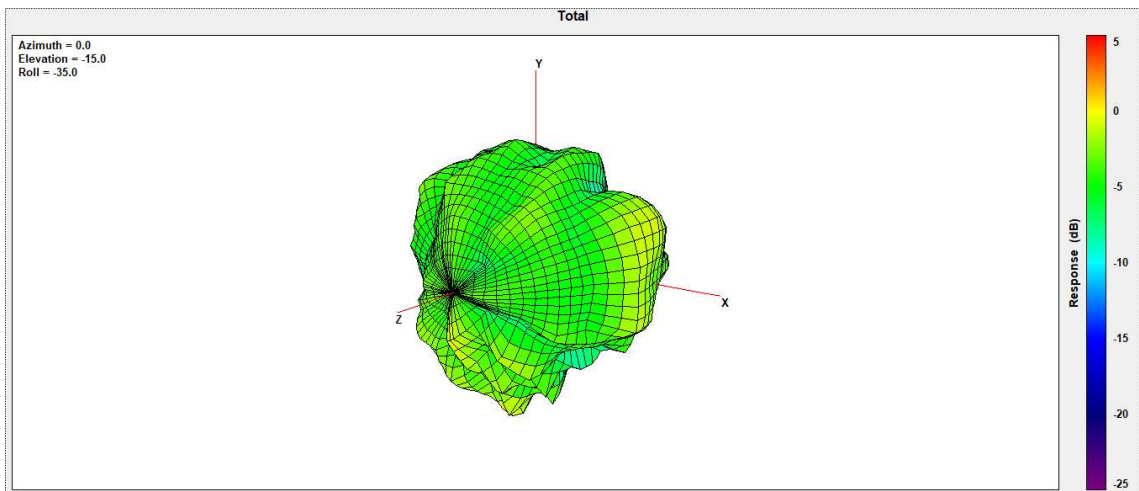 Total
Azimuth = 0.0
Elevation = -15.0
Roll = -35.0
Y
X
Z
5
0
-5
-10
-15
-20
-25
Response (dB)